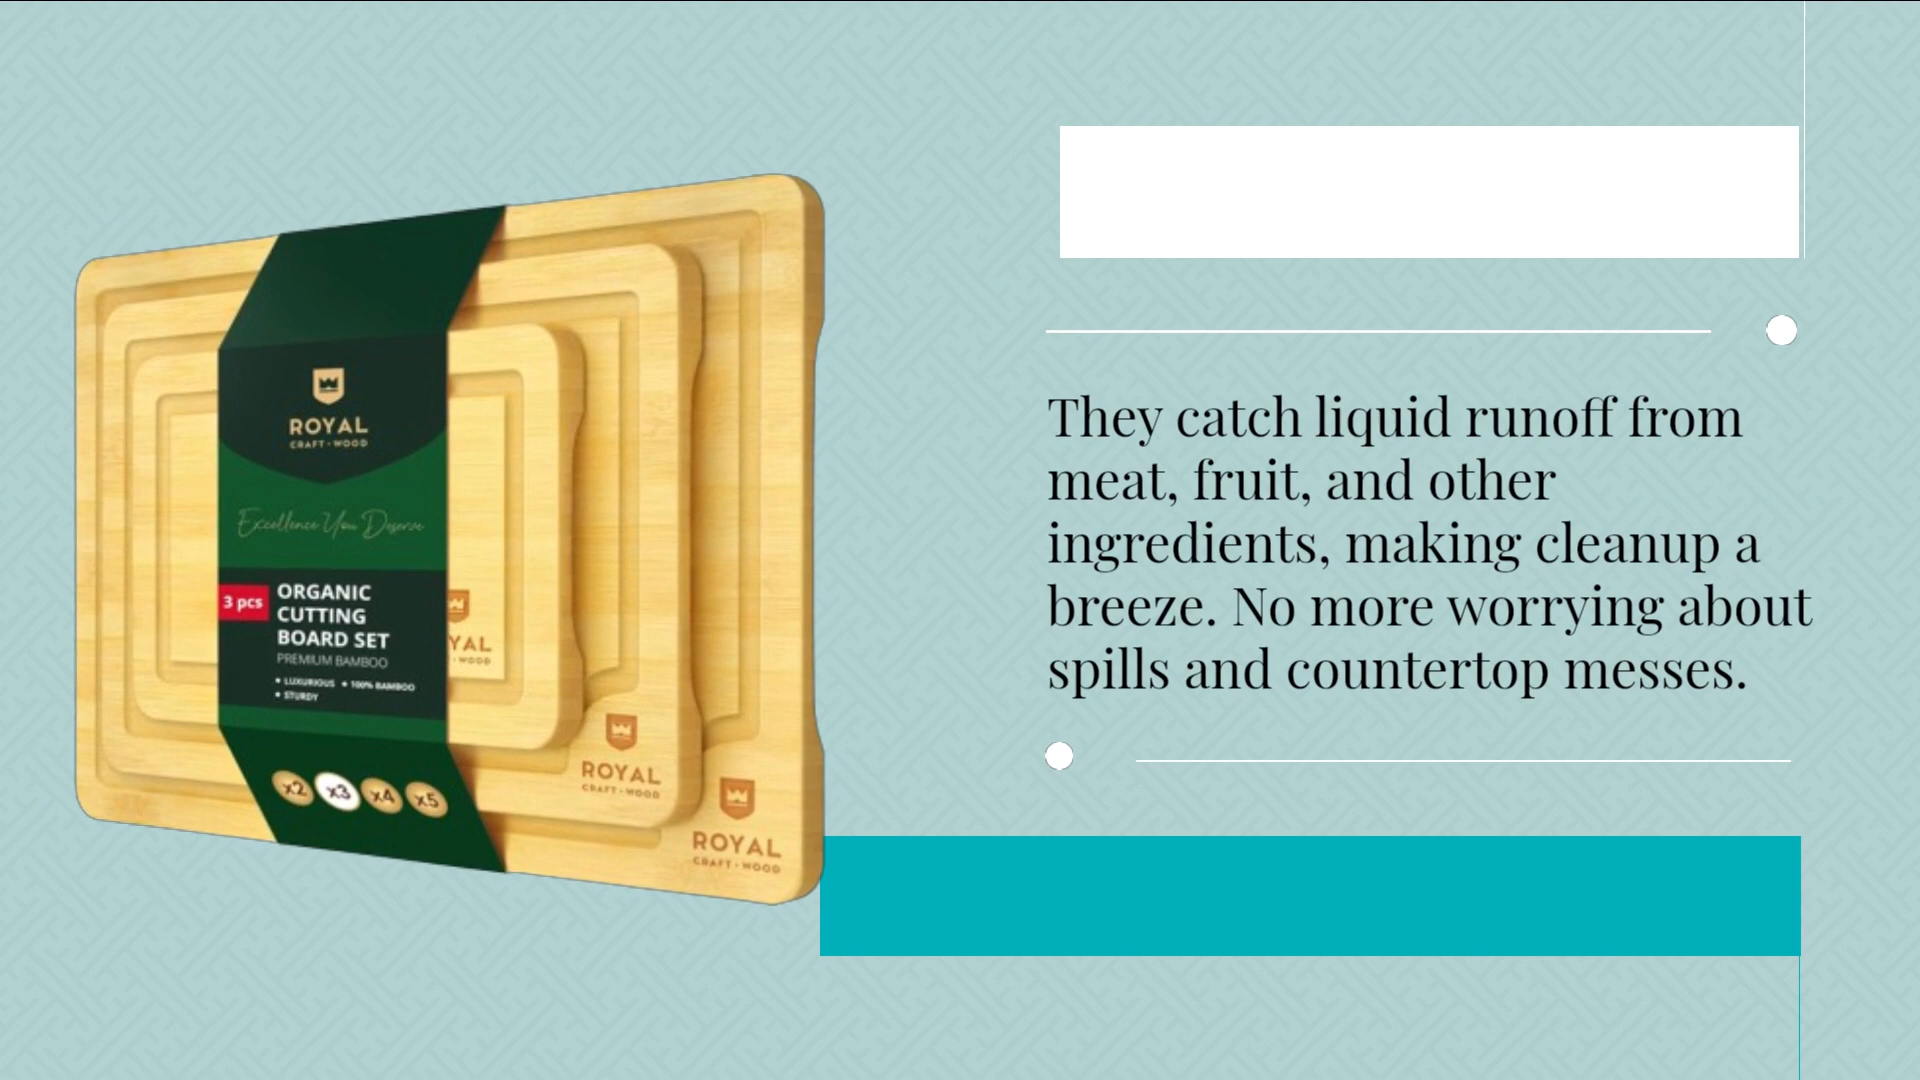 ROYAL
CRAFT • WOOD
Excellence You Deserve
3 pcs
ORGANIC
CUTTING
BOARD SET
PREMIUM BAMBOO
• LUXURIOUS • 100% BAMBOO
• STURDY
x2 x3 x4 x5
YAL
WOOD
ROYAL
CRAFT • WOOD
ROYAL
CRAFT • WOOD
They catch liquid runoff from
meat, fruit, and other
ingredients, making cleanup a
breeze. No more worrying about
spills and countertop messes.